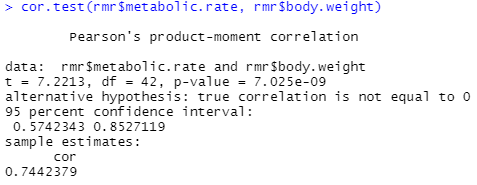 > cor.test(rmr$metabolic.rate, rmr$body.weight)
Pearson's product-moment correlation
data:  rmr$metabolic.rate and rmr$body.weight
t = 7.2213, df = 42, p-value = 7.025e-09
alternative hypothesis: true correlation is not equal to 0
95 percent confidence interval:
 0.5742343 0.8527119
sample estimates:
      cor
0.7442379